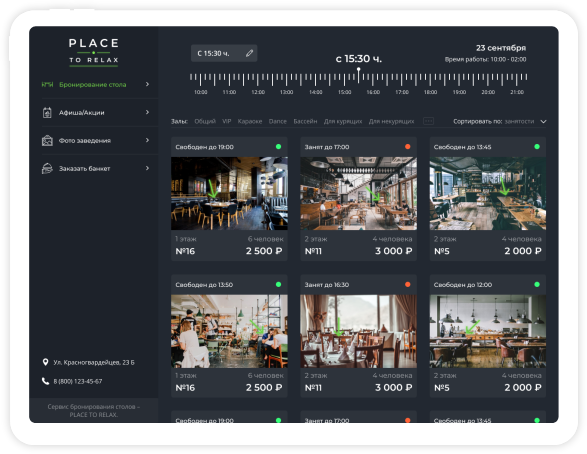 PLACE
TO RELAX
Бронирование стола
Афиша/Акции
Фото заведения
Заказать банкет
Ул. Красногвардейцев, 23 Б
8 (800) 123-45-67
Сервис бронирования столов –
PLACE TO RELAX.
С 15:30 ч.
с 15:30 ч.
23 сентября
Время работы: 10:00 - 02:00
10:00 11:00 12:00 13:00 14:00 15:00 16:00 17:00 18:00 19:00 20:00 21:00
Залы: Общий VIP Караоке Dance Бассейн Для курящих Для некурящих
Сортировать по: занятости
Свободен до 19:00
1 этаж 6 человек
№16 2 500 ₽
Занят до 17:00
2 этаж 4 человека
№11 3 000 ₽
Свободен до 13:45
2 этаж 4 человека
№5 2 000 ₽
Свободен до 13:50
1 этаж 6 человек
№16 2 500 ₽
Занят до 16:30
2 этаж 4 человека
№11 3 000 ₽
Свободен до 12:00
2 этаж 4 человека
№5 2 000 ₽
Свободен до 19:00
Занят до 17:00
Свободен до 13:45